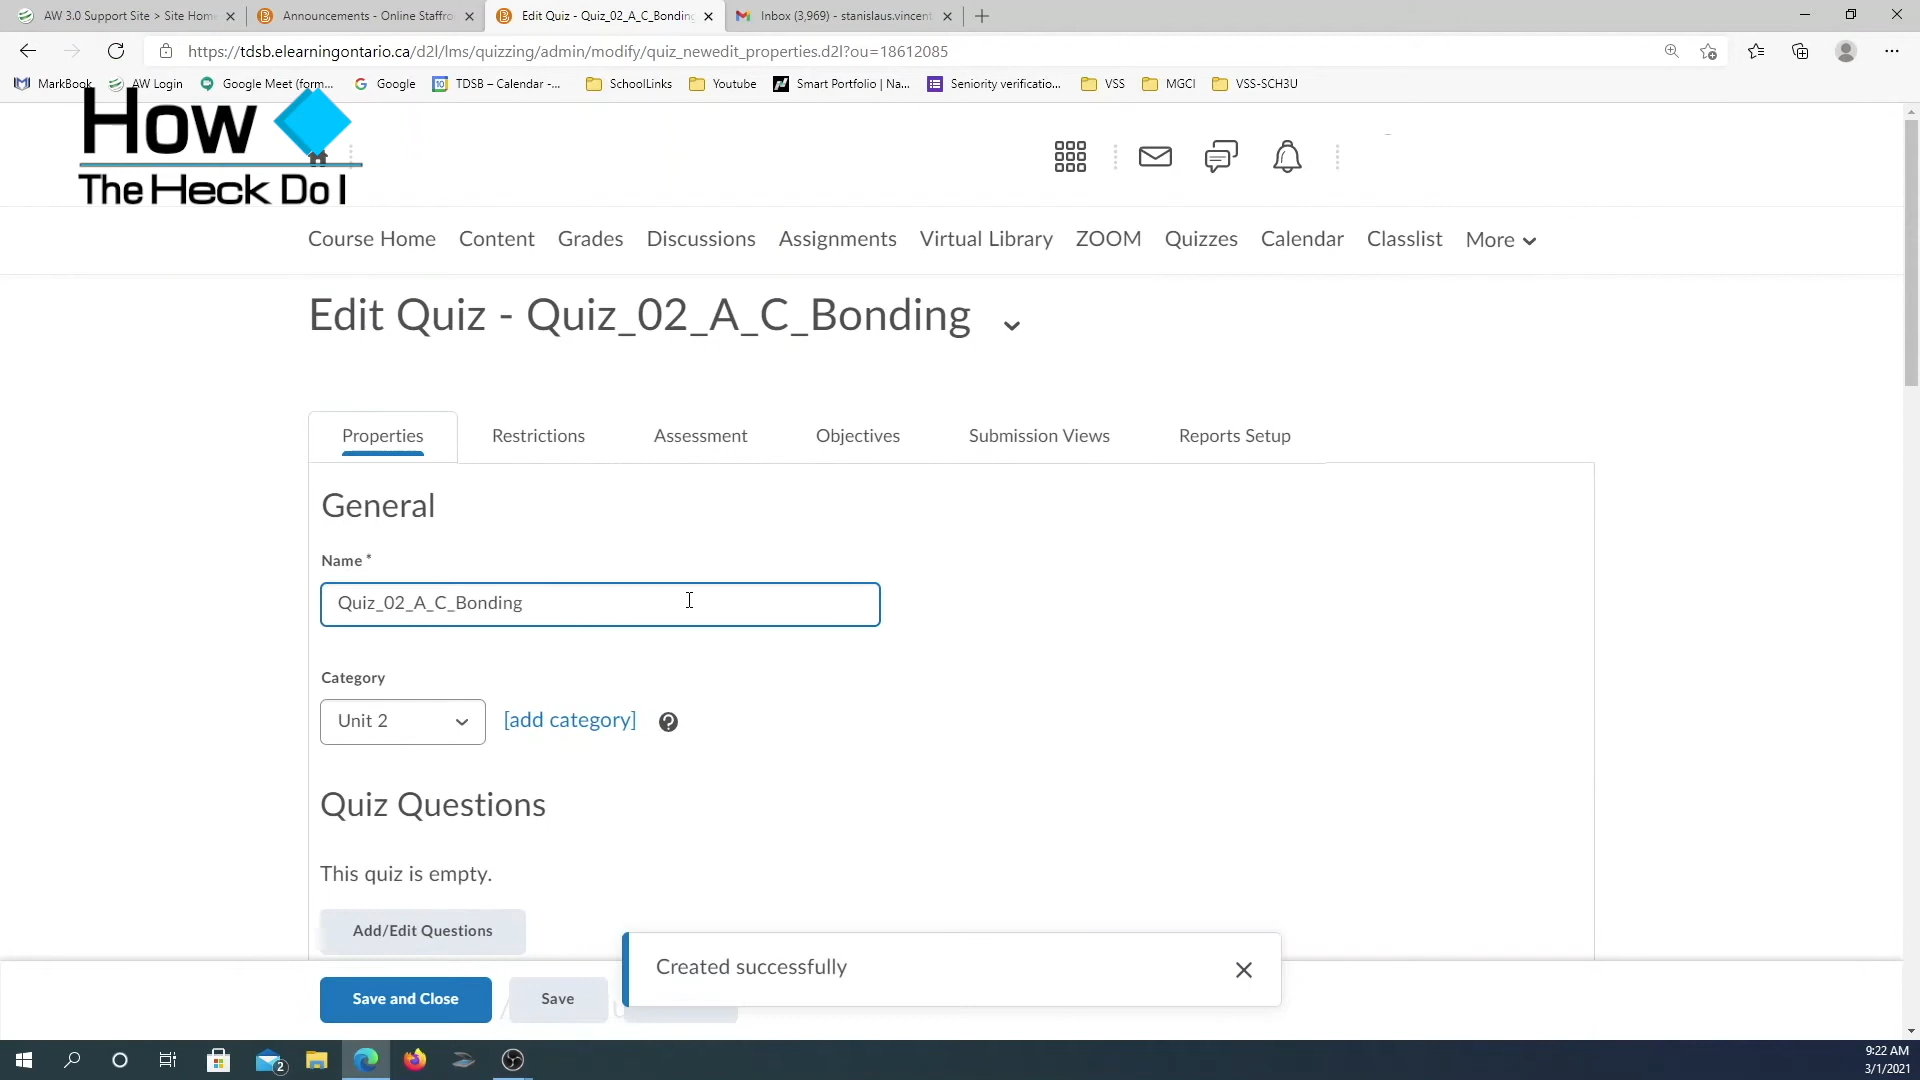 AW 3.0 Support Site > Site Hom
Announcements - Online Staffro
Edit Quiz - Quiz_02_A_C_Bonding
Inbox (3,969) - stanislaus.vincent
https://tdsb.elearningontario.ca/d2l/lms/quizzing/admin/modify/quiz_newedit_properties.d2l?ou=18612085
MarkBook
AW Login
Google Meet (form...
Google
TDSB – Calendar -...
SchoolLinks
Youtube
Smart Portfolio | Na...
Seniority verificatio...
VSS
MGCI
VSS-SCH3U
How
The Heck Do I
Course Home
Content
Grades
Discussions
Assignments
Virtual Library
ZOOM
Quizzes
Calendar
Classlist
More
Edit Quiz - Quiz_02_A_C_Bonding
Properties
Restrictions
Assessment
Objectives
Submission Views
Reports Setup
General
Name *
Quiz_02_A_C_Bonding
Category
Unit 2
[add category]
Quiz Questions
This quiz is empty.
Add/Edit Questions
Created successfully
Save and Close
Save
2
9:22 AM
3/1/2021